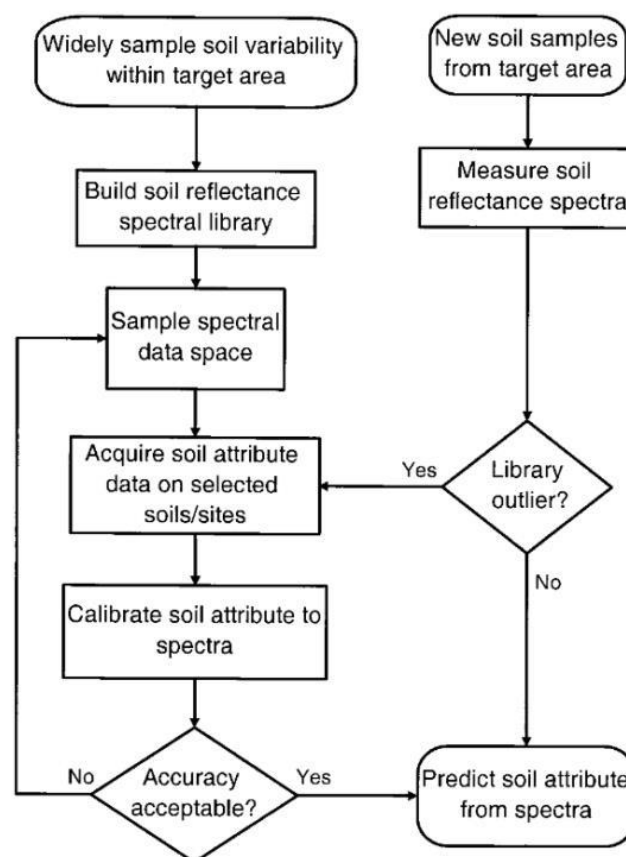 Widely sample soil variability
within target area
New soil samples
from target area
Build soil reflectance
spectral library
Measure soil
reflectance spectra
Sample spectral
data space
Acquire soil attribute
data on selected
soils/sites
Yes
Library
outlier?
No
Calibrate soil attribute to
spectra
No
Accuracy
acceptable?
Yes
Predict soil attribute
from spectra